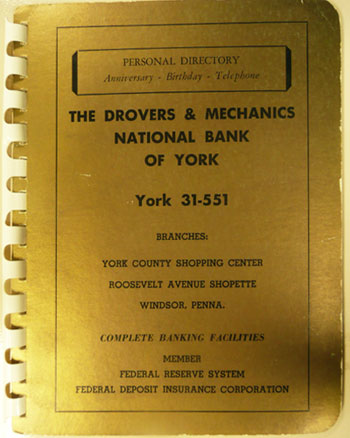 PERSONAL DIRECTORY
Anniversary - Birthday - Telephone
THE DROVERS & MECHANICS
NATIONAL BANK
OF YORK
York 31-551
BRANCHES:
YORK COUNTY SHOPPING CENTER
ROOSEVELT AVENUE SHOPETTE
WINDSOR, PENNA.
COMPLETE BANKING FACILITIES
MEMBER
FEDERAL RESERVE SYSTEM
FEDERAL DEPOSIT INSURANCE CORPORATION